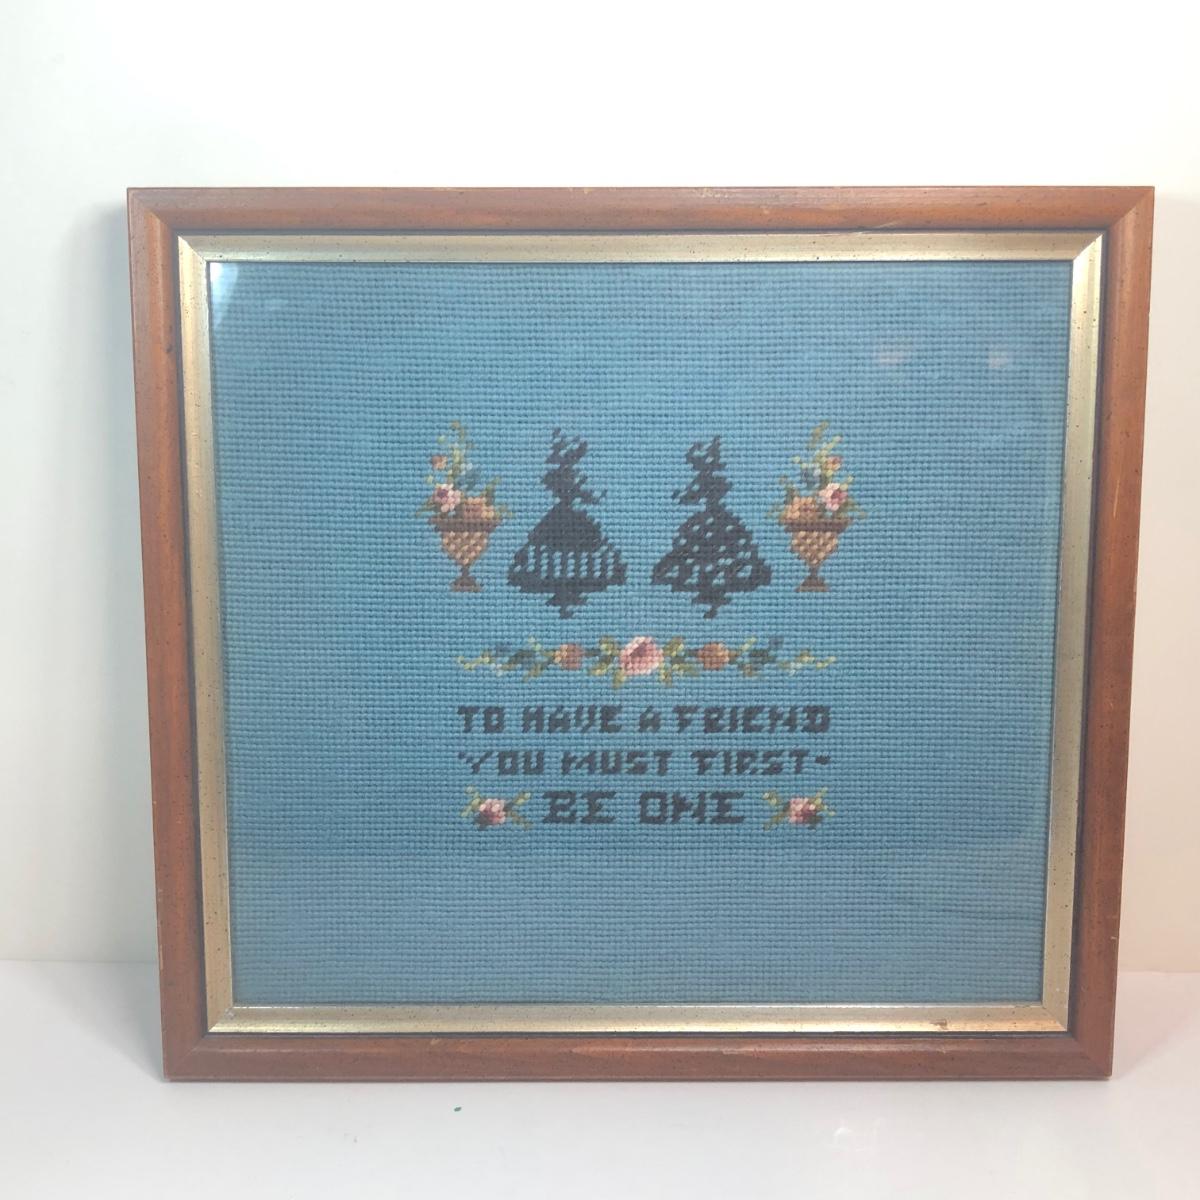 TO HAVE A FRIEND
YOU MUST FIRST-
BE ONE